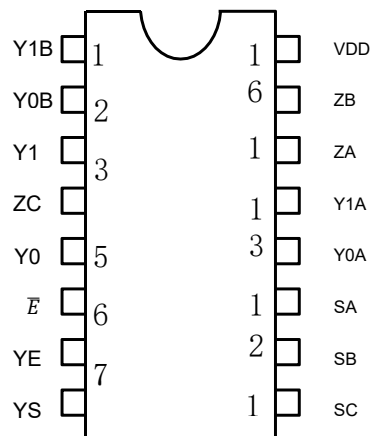 Y1B 1 1 VDD
Y0B 2 6 ZB
Y1 3 1 ZA
ZC 1 Y1A
Y0 5 3 Y0A
E̅ 6 1 SA
YE 7 2 SB
YS 1 SC